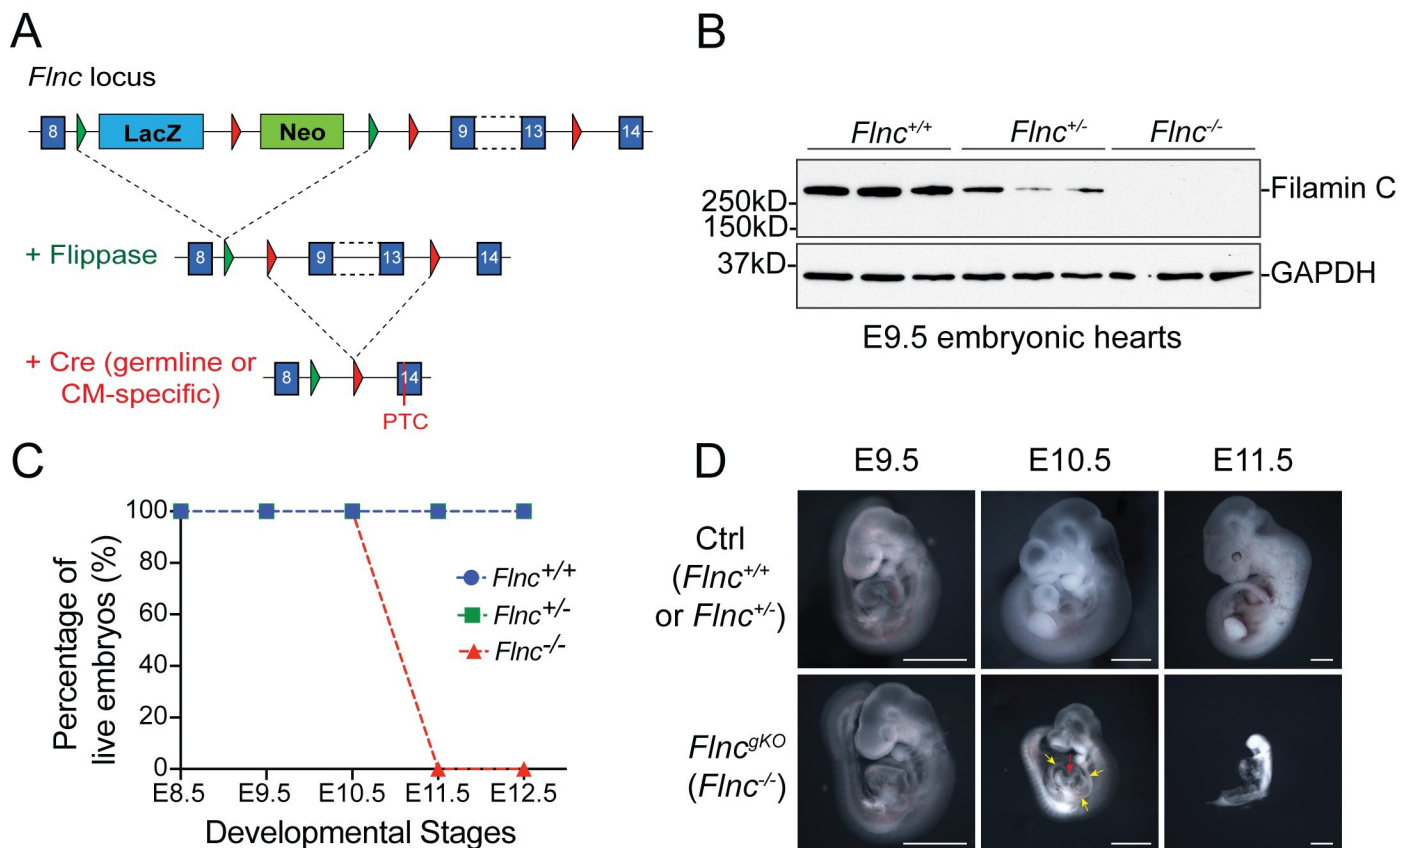 A
Flnc locus
8 LacZ Neo 9 13 14
+ Flippase 8 9 13 14
+ Cre (germline or
CM-specific)
8 14
PTC
B
Flnc+/+ Flnc+/- Flnc-/-
250kD-
150kD-
-Filamin C
37kD-
-GAPDH
E9.5 embryonic hearts
C
Percentage of
live embryos (%)
100
80
60
40
20
0
E8.5 E9.5 E10.5 E11.5 E12.5
Developmental Stages
Flnc+/+
Flnc+/-
Flnc-/-
D
E9.5 E10.5 E11.5
Ctrl
(Flnc+/+
or Flnc+/-)
FlncgKO
(Flnc-/-)